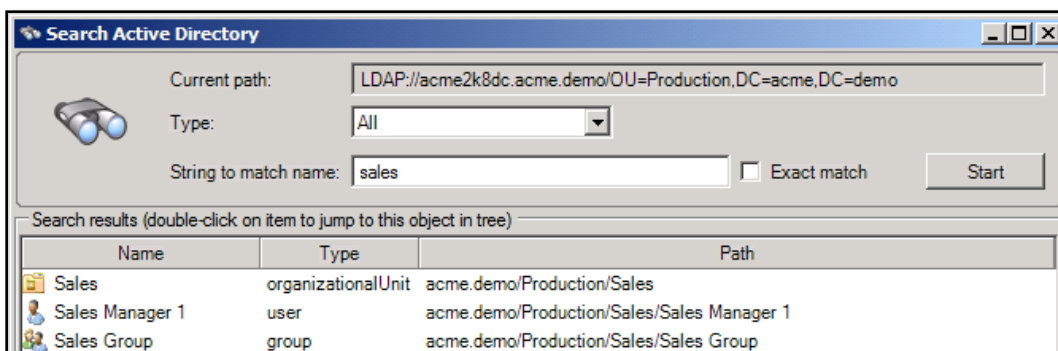 Search Active Directory
Current path: LDAP://acme2k8dc.acme.demo/OU=Production,DC=acme,DC=demo
Type: All
String to match name: sales Exact match Start
Search results (double-click on item to jump to this object in tree)
Name Type Path
Sales organizationalUnit acme.demo/Production/Sales
Sales Manager 1 user acme.demo/Production/Sales/Sales Manager 1
Sales Group group acme.demo/Production/Sales/Sales Group